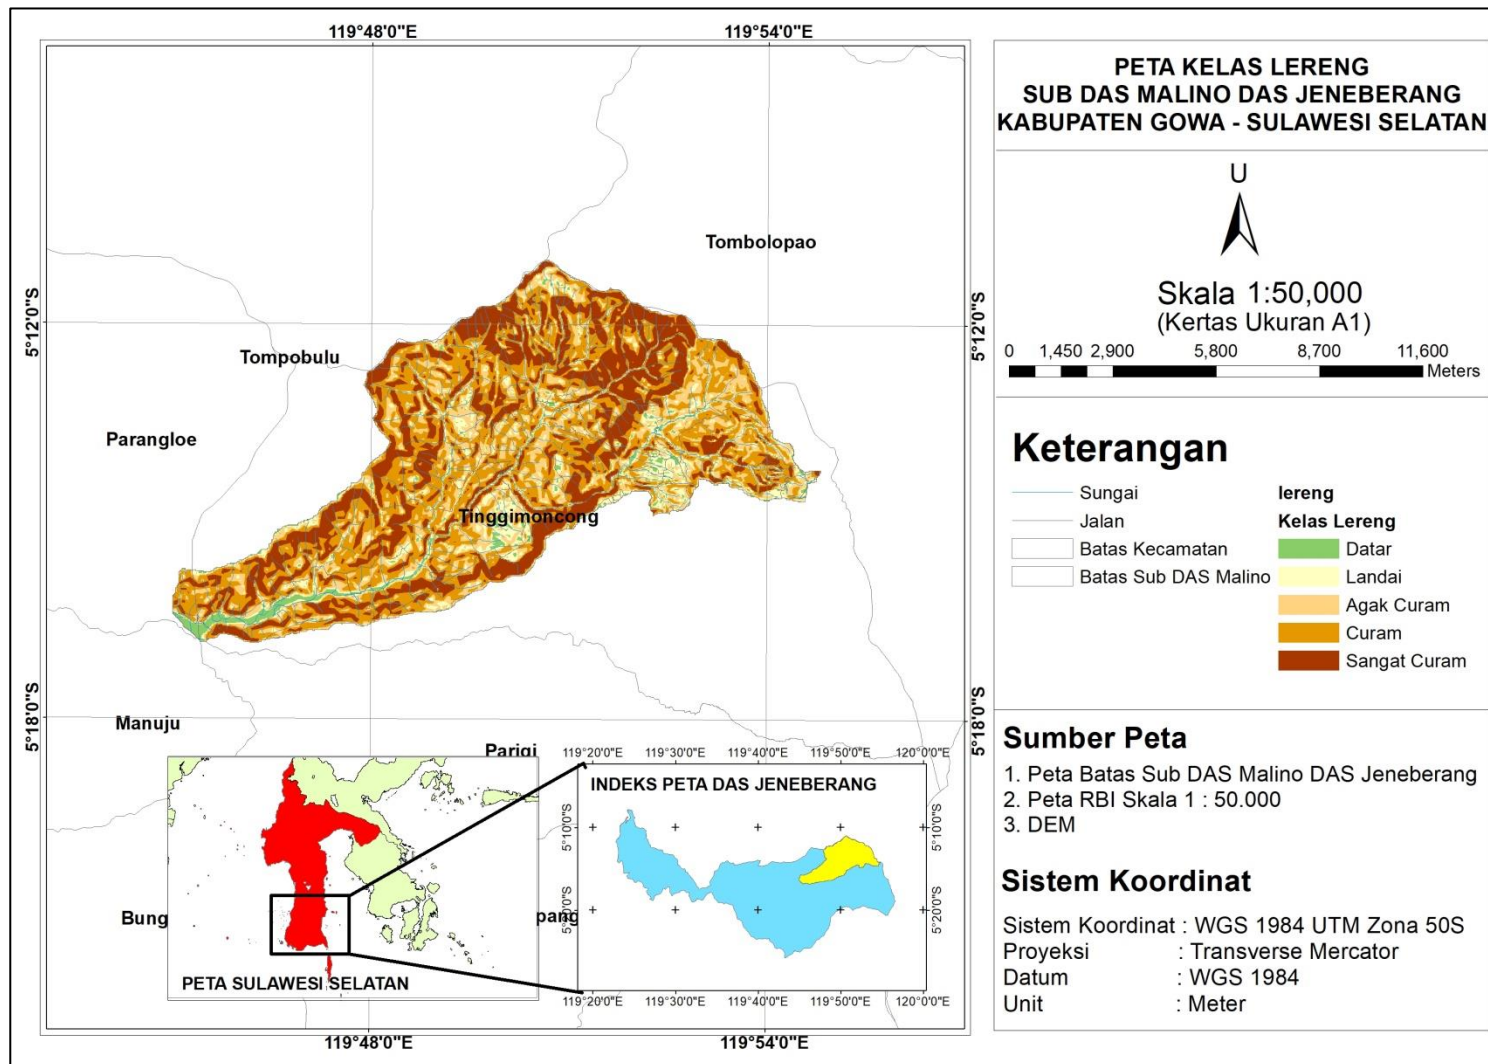 119°48'0"E
119°54'0"E
5°12'0"S
5°12'0"S
5°18'0"S
5°18'0"S
119°48'0"E
119°54'0"E
Tombolopao
Tompobulu
Parangloe
Tinggimoncong
Manuju
Parigi
Bung
pang
PETA SULAWESI SELATAN
119°20'0"E
119°30'0"E
119°40'0"E
119°50'0"E
120°0'0"E
INDEKS PETA DAS JENEBERANG
5°10'0"S
5°10'0"S
5°20'0"S
5°20'0"S
119°20'0"E
119°30'0"E
119°40'0"E
119°50'0"E
120°0'0"E
PETA KELAS LERENG
SUB DAS MALINO DAS JENEBERANG
KABUPATEN GOWA - SULAWESI SELATAN
U
Skala 1:50,000
(Kertas Ukuran A1)
0 1,450 2,900 5,800 8,700 11,600
Meters
Keterangan
Sungai
Jalan
Batas Kecamatan
Batas Sub DAS Malino
lereng
Kelas Lereng
Datar
Landai
Agak Curam
Curam
Sangat Curam
Sumber Peta
1. Peta Batas Sub DAS Malino DAS Jeneberang
2. Peta RBI Skala 1 : 50.000
3. DEM
Sistem Koordinat
Sistem Koordinat : WGS 1984 UTM Zona 50S
Proyeksi : Transverse Mercator
Datum : WGS 1984
Unit : Meter